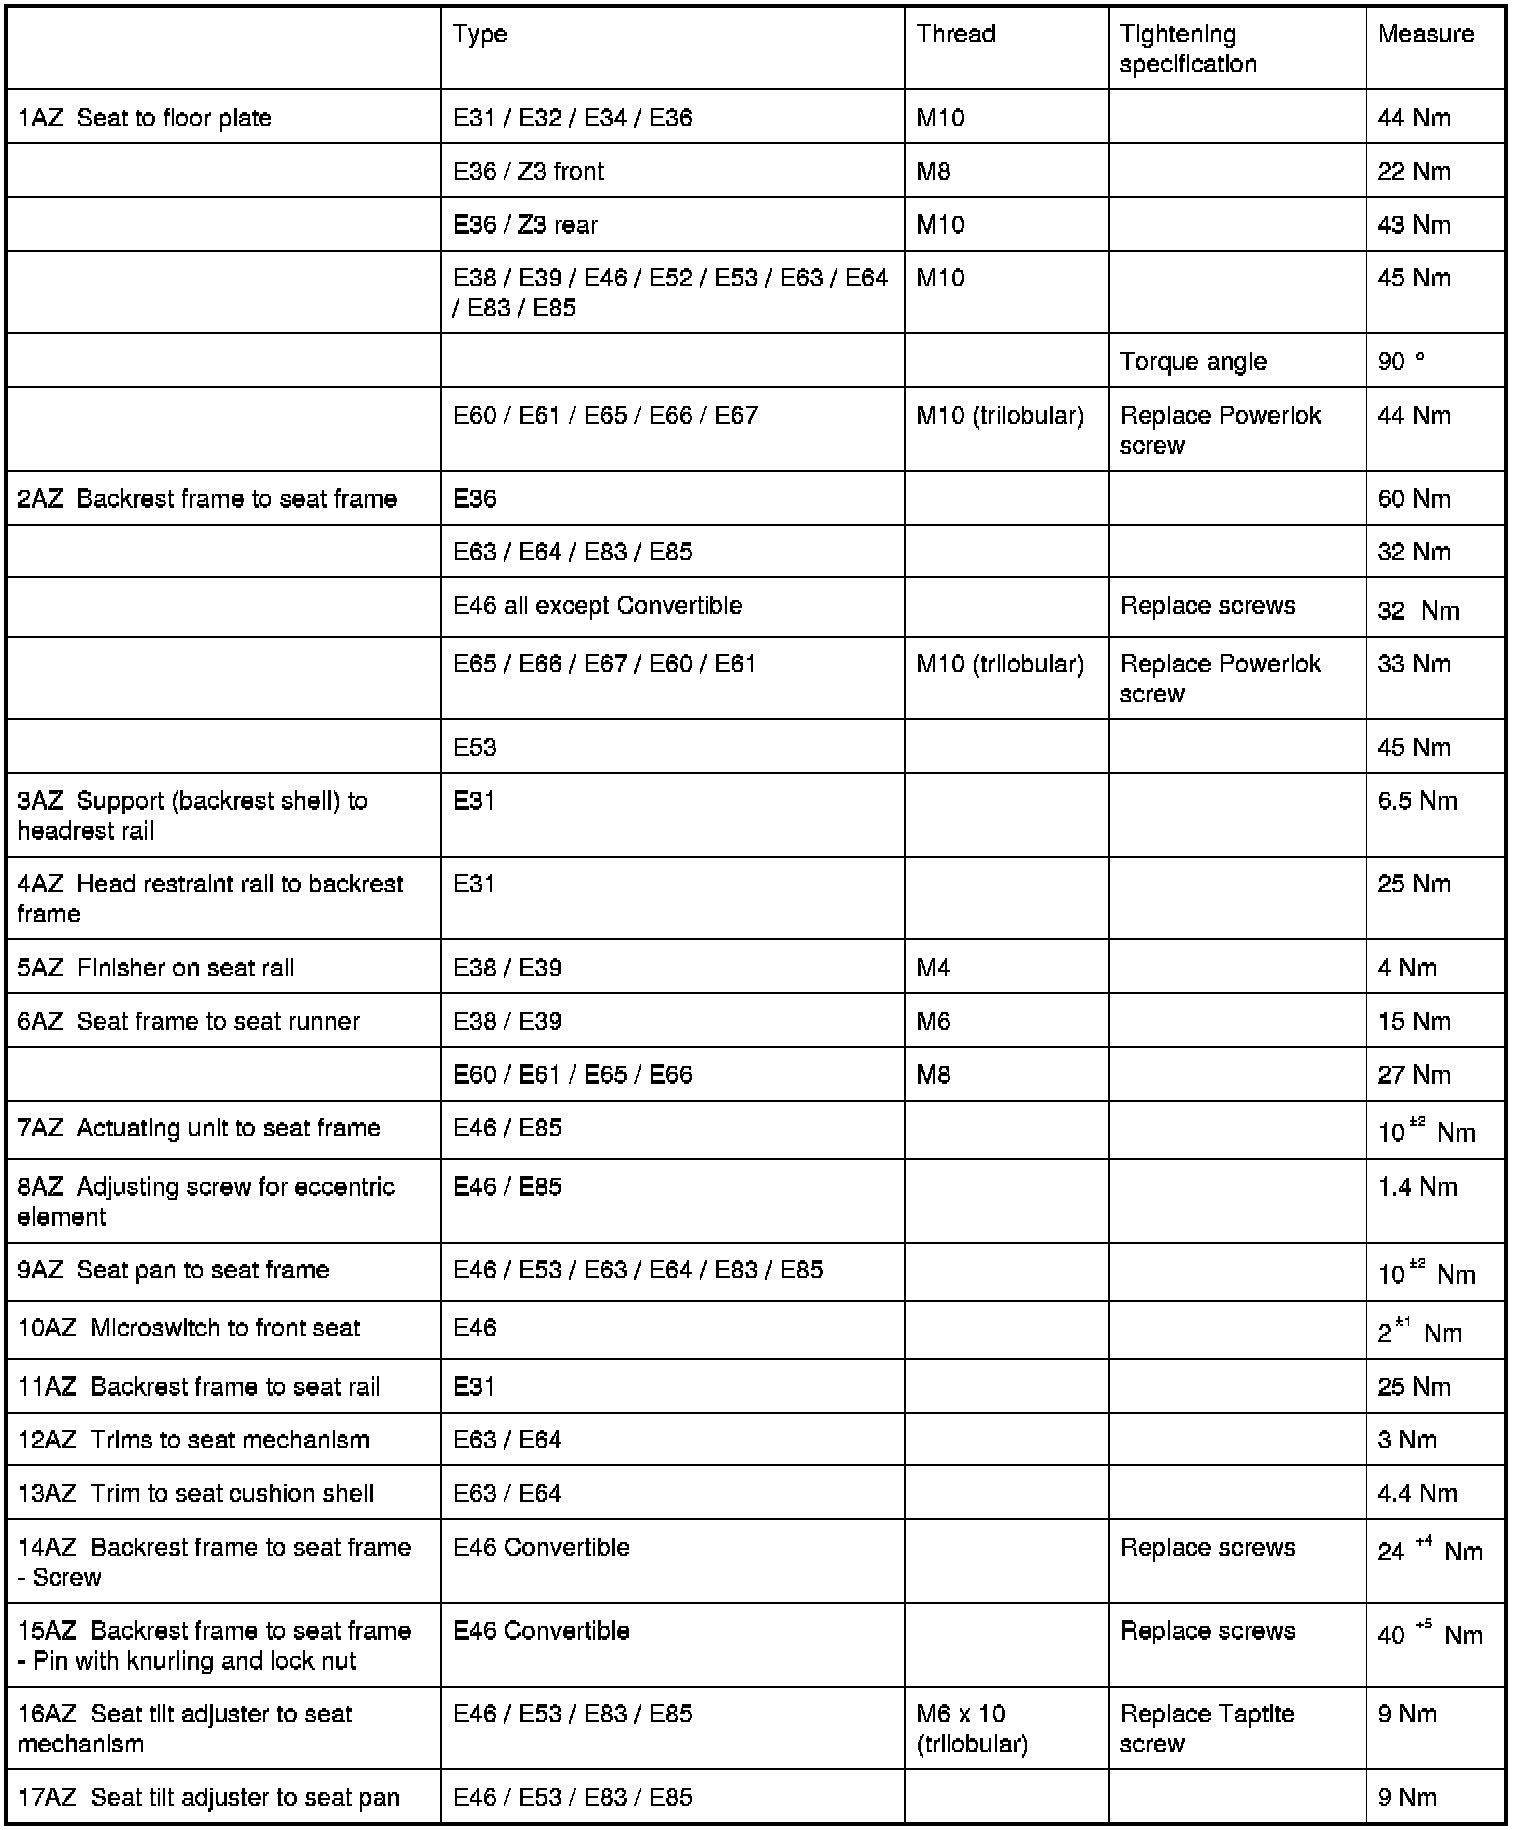 Type Thread Tightening Measure
specification
1AZ Seat to floor plate E31 / E32 / E34 / E36 M10 44 Nm
E36 / Z3 front M8 22 Nm
E36 / Z3 rear M10 43 Nm
E38 / E39 / E46 / E52 / E53 / E63 / E64 M10 45 Nm
/ E83 / E85
Torque angle 90 °
E60 / E61 / E65 / E66 / E67 M10 (trilobular) Replace Powerlok 44 Nm
screw
2AZ Backrest frame to seat frame E36 60 Nm
E63 / E64 / E83 / E85 32 Nm
E46 all except Convertible Replace screws 32 Nm
E65 / E66 / E67 / E60 / E61 M10 (trilobular) Replace Powerlok 33 Nm
screw
E53 45 Nm
3AZ Support (backrest shell) to E31 6.5 Nm
headrest rail
4AZ Head restraint rail to backrest E31 25 Nm
frame
5AZ Finisher on seat rail E38 / E39 M4 4 Nm
6AZ Seat frame to seat runner E38 / E39 M6 15 Nm
E60 / E61 / E65 / E66 M8 27 Nm
7AZ Actuating unit to seat frame E46 / E85 10 ±2 Nm
8AZ Adjusting screw for eccentric E46 / E85 1.4 Nm
element
9AZ Seat pan to seat frame E46 / E53 / E63 / E64 / E83 / E85 10 ±2 Nm
10AZ Microswitch to front seat E46 2 ±1 Nm
11AZ Backrest frame to seat rail E31 25 Nm
12AZ Trims to seat mechanism E63 / E64 3 Nm
13AZ Trim to seat cushion shell E63 / E64 4.4 Nm
14AZ Backrest frame to seat frame E46 Convertible Replace screws 24 +4 Nm
- Screw
15AZ Backrest frame to seat frame E46 Convertible Replace screws 40 +5 Nm
- Pin with knurling and lock nut
16AZ Seat tilt adjuster to seat E46 / E53 / E83 / E85 M6 x 10 Replace Taptite 9 Nm
mechanism (trilobular) screw
17AZ Seat tilt adjuster to seat pan E46 / E53 / E83 / E85 9 Nm